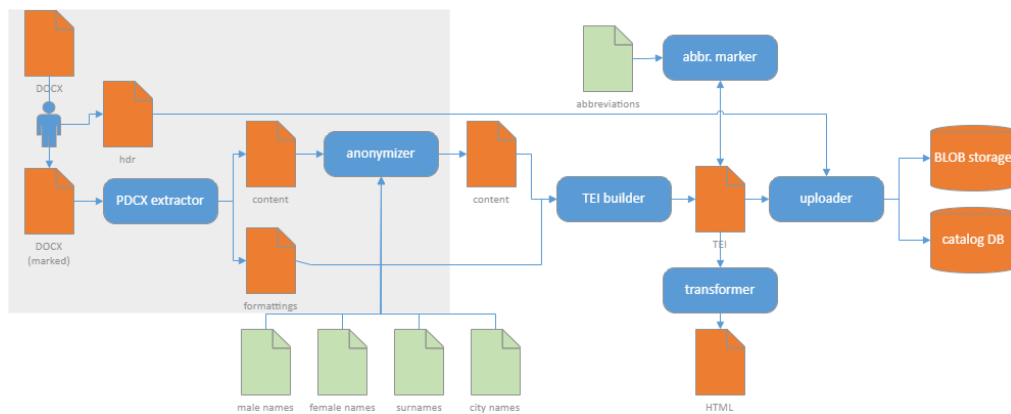 DOCX
hdr
DOCX
(marked)
PDCX extractor
content
formattings
anonymizer
content
male names
female names
surnames
city names
TEI builder
abbreviations
abbr. marker
TEI
uploader
transformer
HTML
BLOB storage
catalog DB